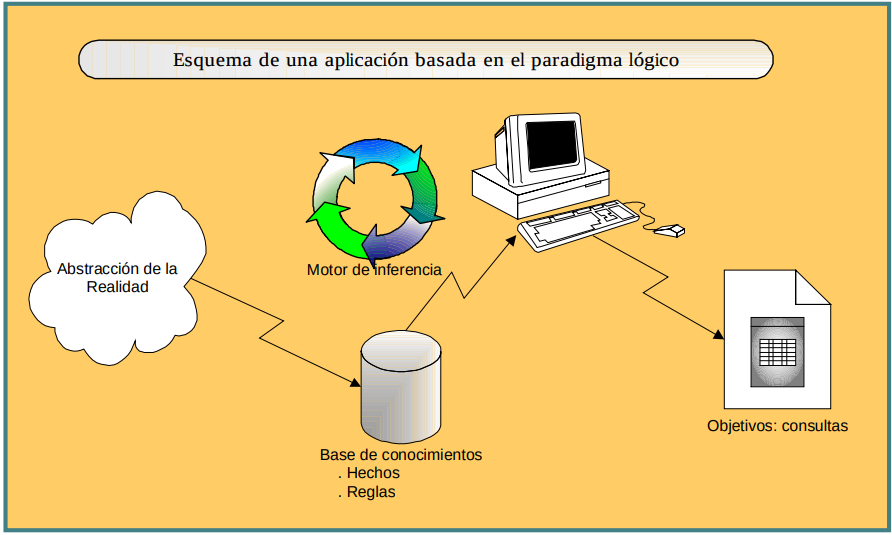 Esquema de una aplicación basada en el paradigma lógico
Abstracción de la
Realidad
Motor de inferencia
Base de conocimientos
. Hechos
. Reglas
Objetivos: consultas